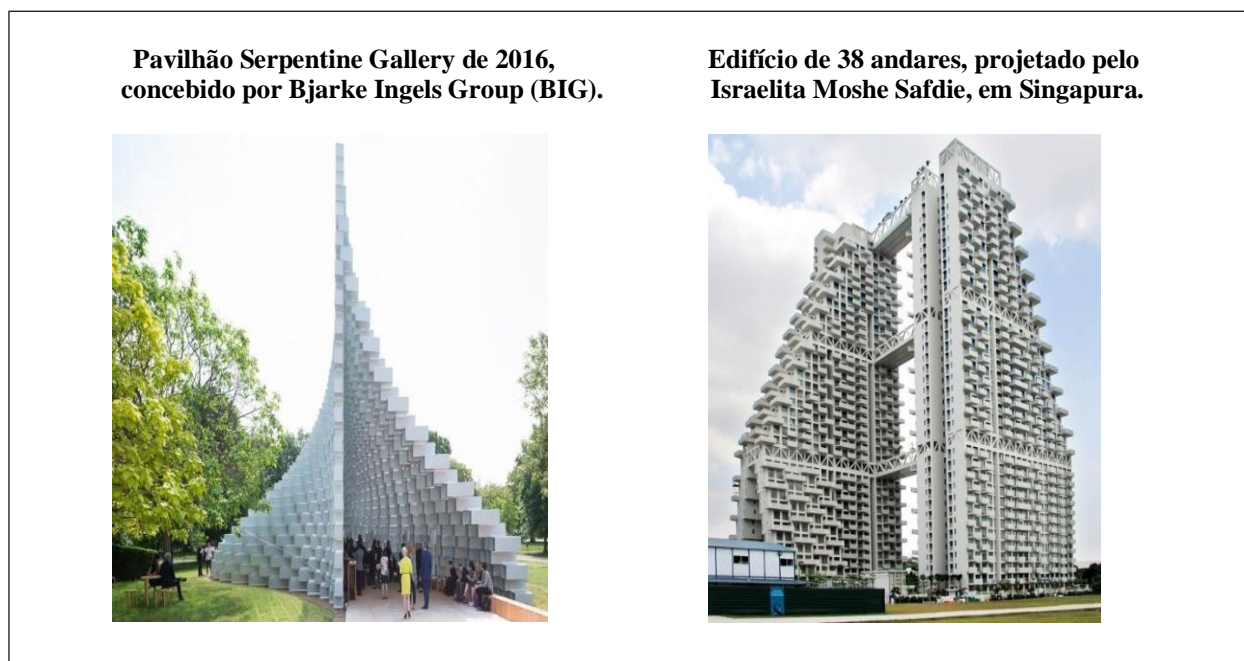 Pavilhão Serpentine Gallery de 2016,
concebido por Bjarke Ingels Group (BIG).
Edifício de 38 andares, projetado pelo
Israelita Moshe Safdie, em Singapura.